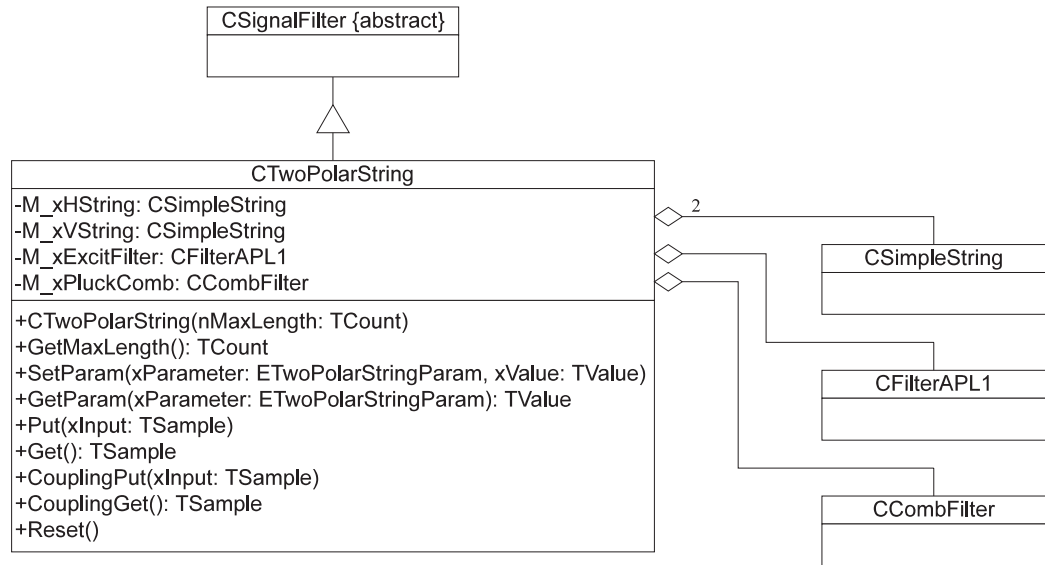 CSignalFilter {abstract}
CTwoPolarString
-M_xHString: CSimpleString
-M_xVString: CSimpleString
-M_xExcitFilter: CFilterAPL1
-M_xPluckComb: CCombFilter
+CTwoPolarString(nMaxLength: TCount)
+GetMaxLength(): TCount
+SetParam(xParameter: ETwoPolarStringParam, xValue: TValue)
+GetParam(xParameter: ETwoPolarStringParam): TValue
+Put(xInput: TSample)
+Get(): TSample
+CouplingPut(xInput: TSample)
+CouplingGet(): TSample
+Reset()
2
CSimpleString
CFilterAPL1
CCombFilter